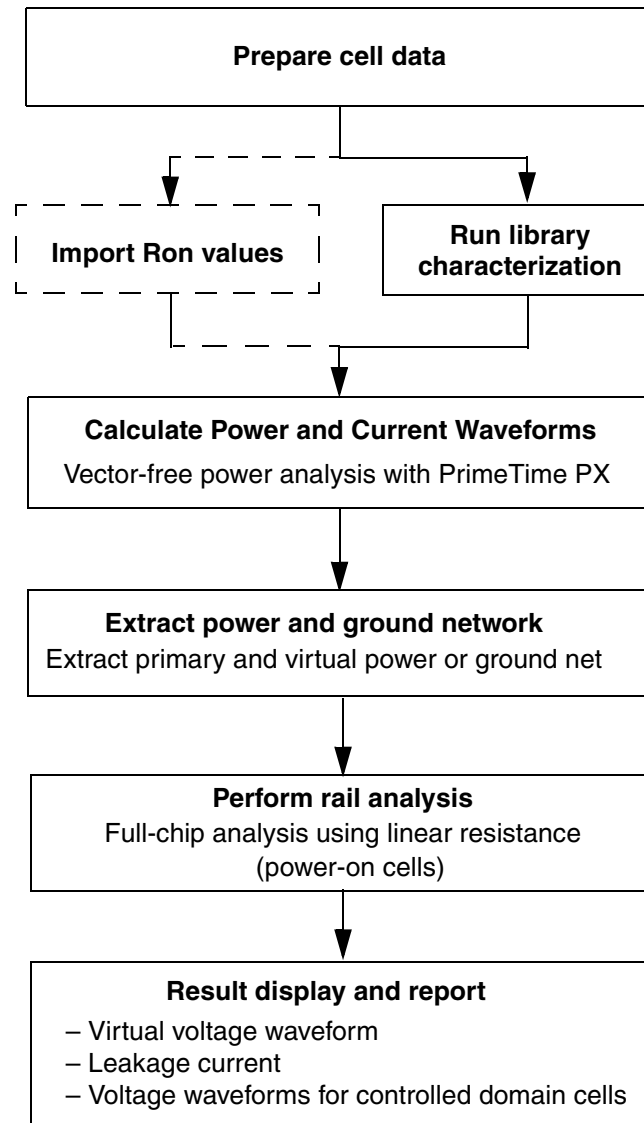 Prepare cell data
Import Ron values
Run library
characterization
Calculate Power and Current Waveforms
Vector-free power analysis with PrimeTime PX
Extract power and ground network
Extract primary and virtual power or ground net
Perform rail analysis
Full-chip analysis using linear resistance
(power-on cells)
Result display and report
– Virtual voltage waveform
– Leakage current
– Voltage waveforms for controlled domain cells